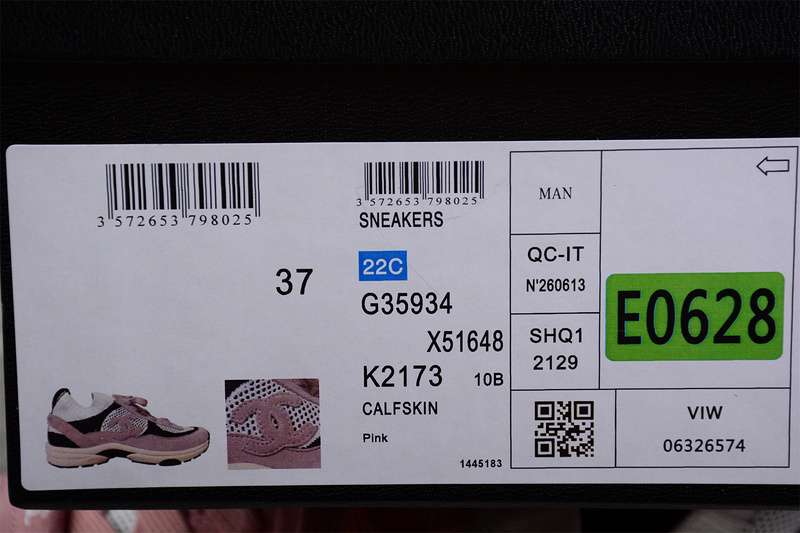 3 572653 798025
3 572653 798025
SNEAKERS
37
22C
G35934
X51648
K2173 10B
CALFSKIN
Pink
1445183
MAN
QC-IT
N'260613
SHQ1
2129
E0628
VIW
06326574